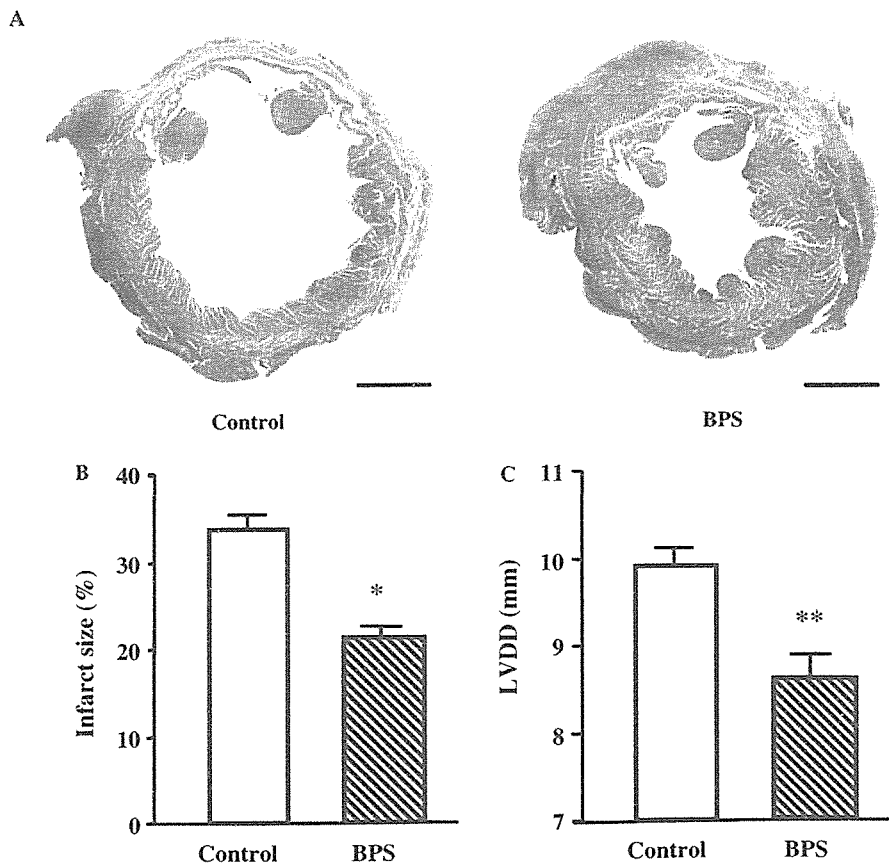 A
Control
BPS
B
Infarct size (%)
40
30
20
10
0
*
Control
BPS
C
LVDD (mm)
11
10
9
8
7
**
Control
BPS